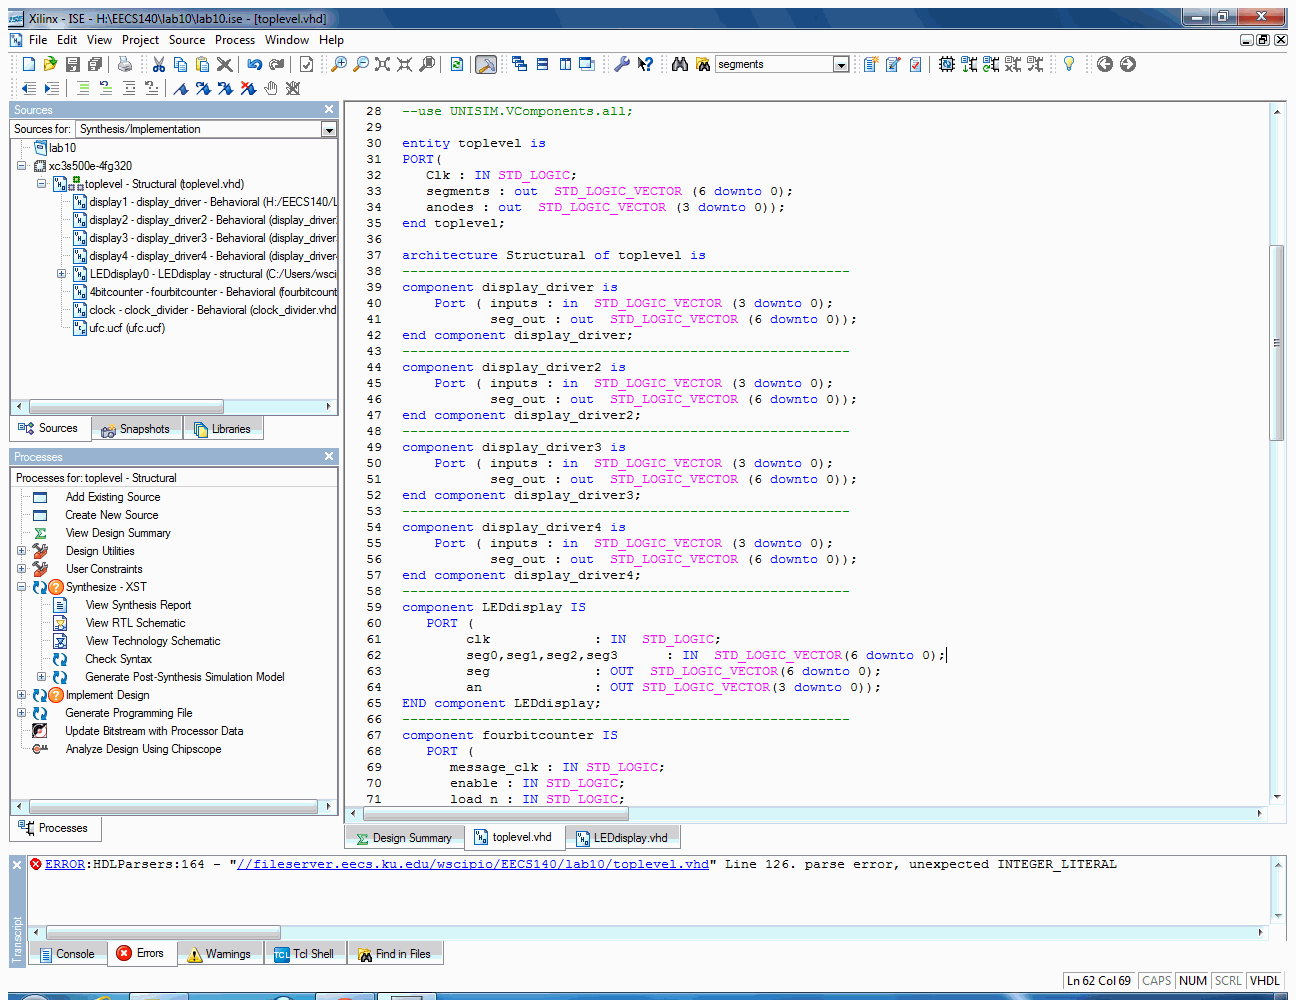 Xilinx - ISE - H:\EECS140\lab10\lab10.ise - [toplevel.vhd]
File Edit View Project Source Process Window Help
segments
Sources
Sources for: Synthesis/Implementation
lab10
xc3s500e-4fg320
toplevel - Structural (toplevel.vhd)
display1 - display_driver - Behavioral (H:/EECS140/L
display2 - display_driver2 - Behavioral (display_driver
display3 - display_driver3 - Behavioral (display_driver
display4 - display_driver4 - Behavioral (display_driver
LEDdisplay0 - LEDdisplay - structural (C:/Users/wsci
4bitcounter - fourbitcounter - Behavioral (fourbitcount
clock - clock_divider - Behavioral (clock_divider.vhd
ufc.ucf (ufc.ucf)
Sources Snapshots Libraries
Processes
Processes for: toplevel - Structural
Add Existing Source
Create New Source
View Design Summary
Design Utilities
User Constraints
Synthesize - XST
View Synthesis Report
View RTL Schematic
View Technology Schematic
Check Syntax
Generate Post-Synthesis Simulation Model
Implement Design
Generate Programming File
Update Bitstream with Processor Data
Analyze Design Using Chipscope
Processes
28 --use UNISIM.VComponents.all;
29
30 entity toplevel is
31 PORT(
32 Clk : IN STD_LOGIC;
33 segments : out STD_LOGIC_VECTOR (6 downto 0);
34 anodes : out STD_LOGIC_VECTOR (3 downto 0));
35 end toplevel;
36
37 architecture Structural of toplevel is
38 --------------------------------------------------------
39 component display_driver is
40 Port ( inputs : in STD_LOGIC_VECTOR (3 downto 0);
41 seg_out : out STD_LOGIC_VECTOR (6 downto 0));
42 end component display_driver;
43 --------------------------------------------------------
44 component display_driver2 is
45 Port ( inputs : in STD_LOGIC_VECTOR (3 downto 0);
46 seg_out : out STD_LOGIC_VECTOR (6 downto 0));
47 end component display_driver2;
48 --------------------------------------------------------
49 component display_driver3 is
50 Port ( inputs : in STD_LOGIC_VECTOR (3 downto 0);
51 seg_out : out STD_LOGIC_VECTOR (6 downto 0));
52 end component display_driver3;
53 --------------------------------------------------------
54 component display_driver4 is
55 Port ( inputs : in STD_LOGIC_VECTOR (3 downto 0);
56 seg_out : out STD_LOGIC_VECTOR (6 downto 0));
57 end component display_driver4;
58 --------------------------------------------------------
59 component LEDdisplay IS
60 PORT (
61 clk : IN STD_LOGIC;
62 seg0,seg1,seg2,seg3 : IN STD_LOGIC_VECTOR(6 downto 0);
63 seg : OUT STD_LOGIC_VECTOR(6 downto 0);
64 an : OUT STD_LOGIC_VECTOR(3 downto 0));
65 END component LEDdisplay;
66 --------------------------------------------------------
67 component fourbitcounter IS
68 PORT (
69 message_clk : IN STD_LOGIC;
70 enable : IN STD_LOGIC;
71 load_n : IN STD_LOGIC;
Design Summary toplevel.vhd LEDdisplay.vhd
ERROR:HDLParsers:164 - "//fileserver.eecs.ku.edu/wscipio/EECS140/lab10/toplevel.vhd" Line 126. parse error, unexpected INTEGER_LITERAL
Transcript
Console Errors Warnings TCL Tcl Shell Find in Files
Ln 62 Col 69 CAPS NUM SCRL VHDL